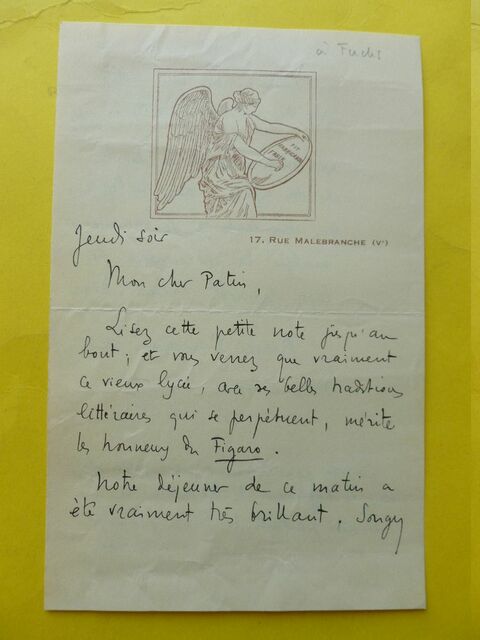 à Fuchs
17, RUE MALEBRANCHE (Vᵉ)
Jeudi soir
Mon cher Patin,
Lisez cette petite note jusqu'au
bout ; et vous verrez que vraiment
ce vieux lycée, avec ses belles traditions
littéraires qui se perpétuent, mérite
les honneurs du Figaro.
Notre déjeuner de ce matin a
été vraiment très brillant. Songy